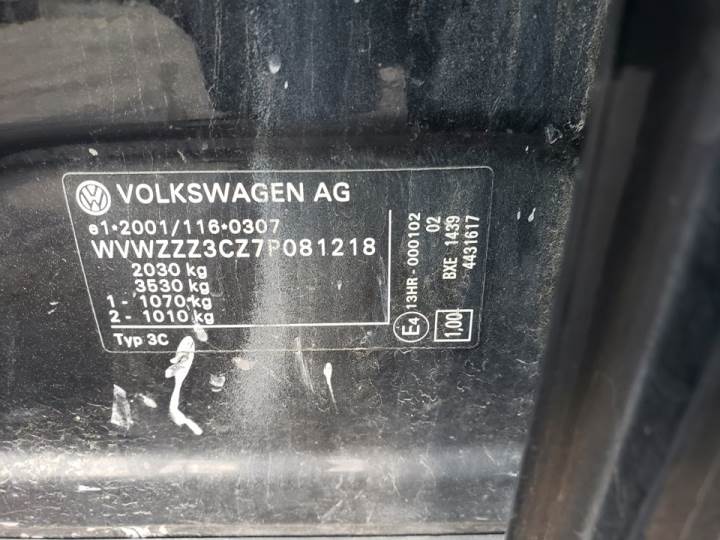 VOLKSWAGEN AG
e1*2001/116*0307
WVWZZZ3CZ7P081218
2030 kg
3530 kg
1 - 1070 kg
2 - 1010 kg
Typ 3C
E4
13HR - 000102
02
BXE 1439
4431617
1,00